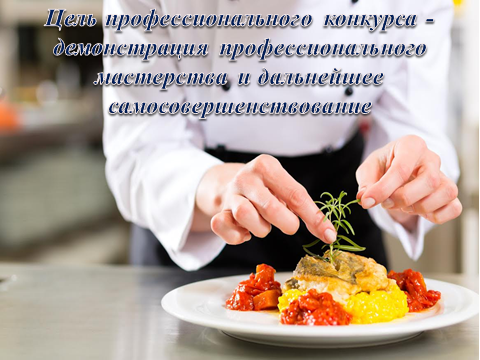 Цель профессионального конкурса -
демонстрация профессионального
мастерства и дальнейшее
самосовершенствование